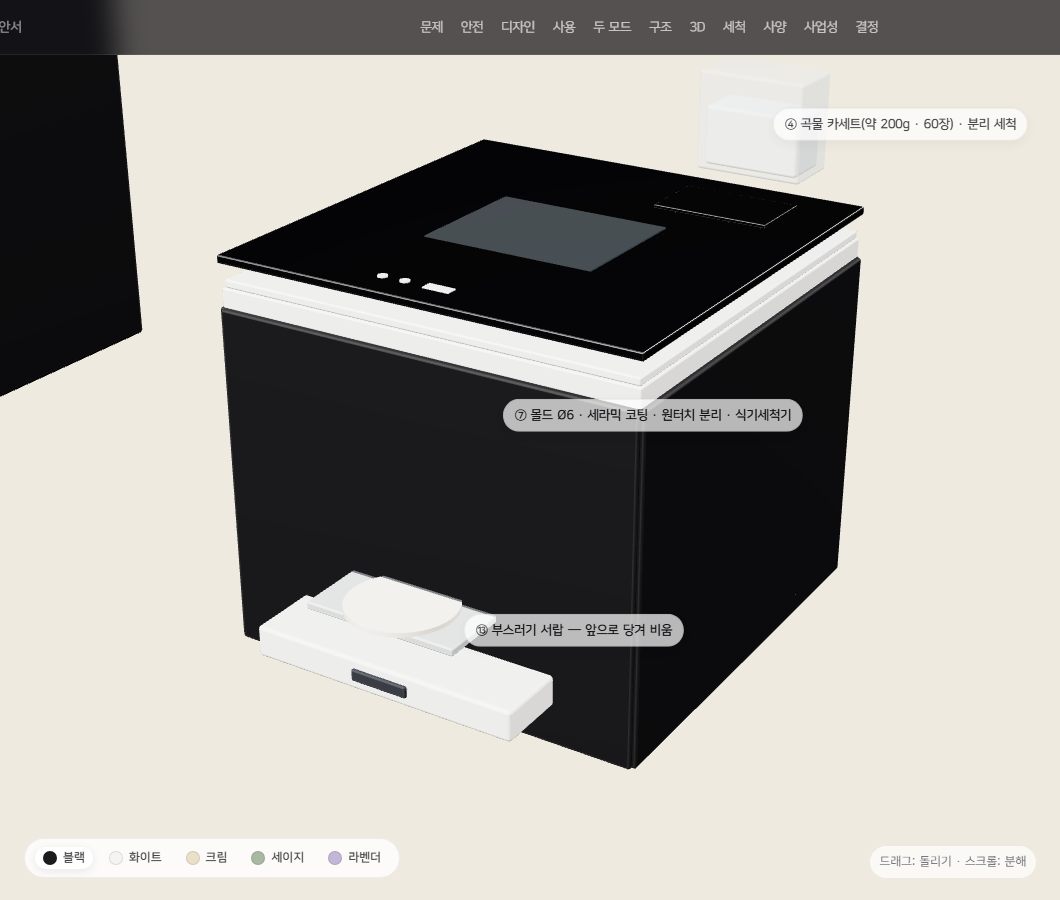 안서
문제 안전 디자인 사용 두 모드 구조 3D 세척 사양 사업성 결정
④ 곡물 카세트(약 200g · 60장) · 분리 세척
⑦ 몰드 Ø6 · 세라믹 코팅 · 원터치 분리 · 식기세척기
⑬ 부스러기 서랍 — 앞으로 당겨 비움
블랙 화이트 크림 세이지 라벤더
드래그: 돌리기 · 스크롤: 분해